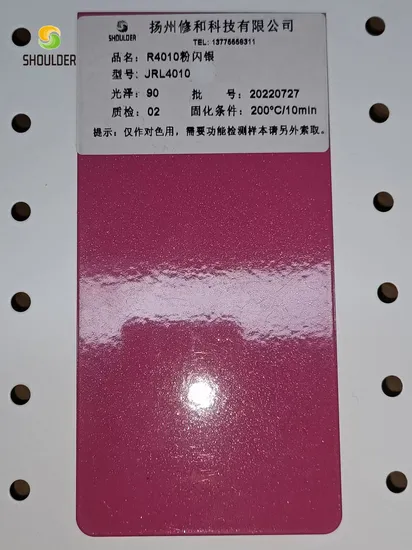 SHOULDER
SHOULDER
扬州修和科技有限公司
TEL: 13775656311
品名: R4010粉闪银
型号: JRL4010
光泽: 90 批 号: 20220727
质检: 02 固化条件: 200℃/10min
提示: 仅作对色用，需要功能检测样本请另外索取。